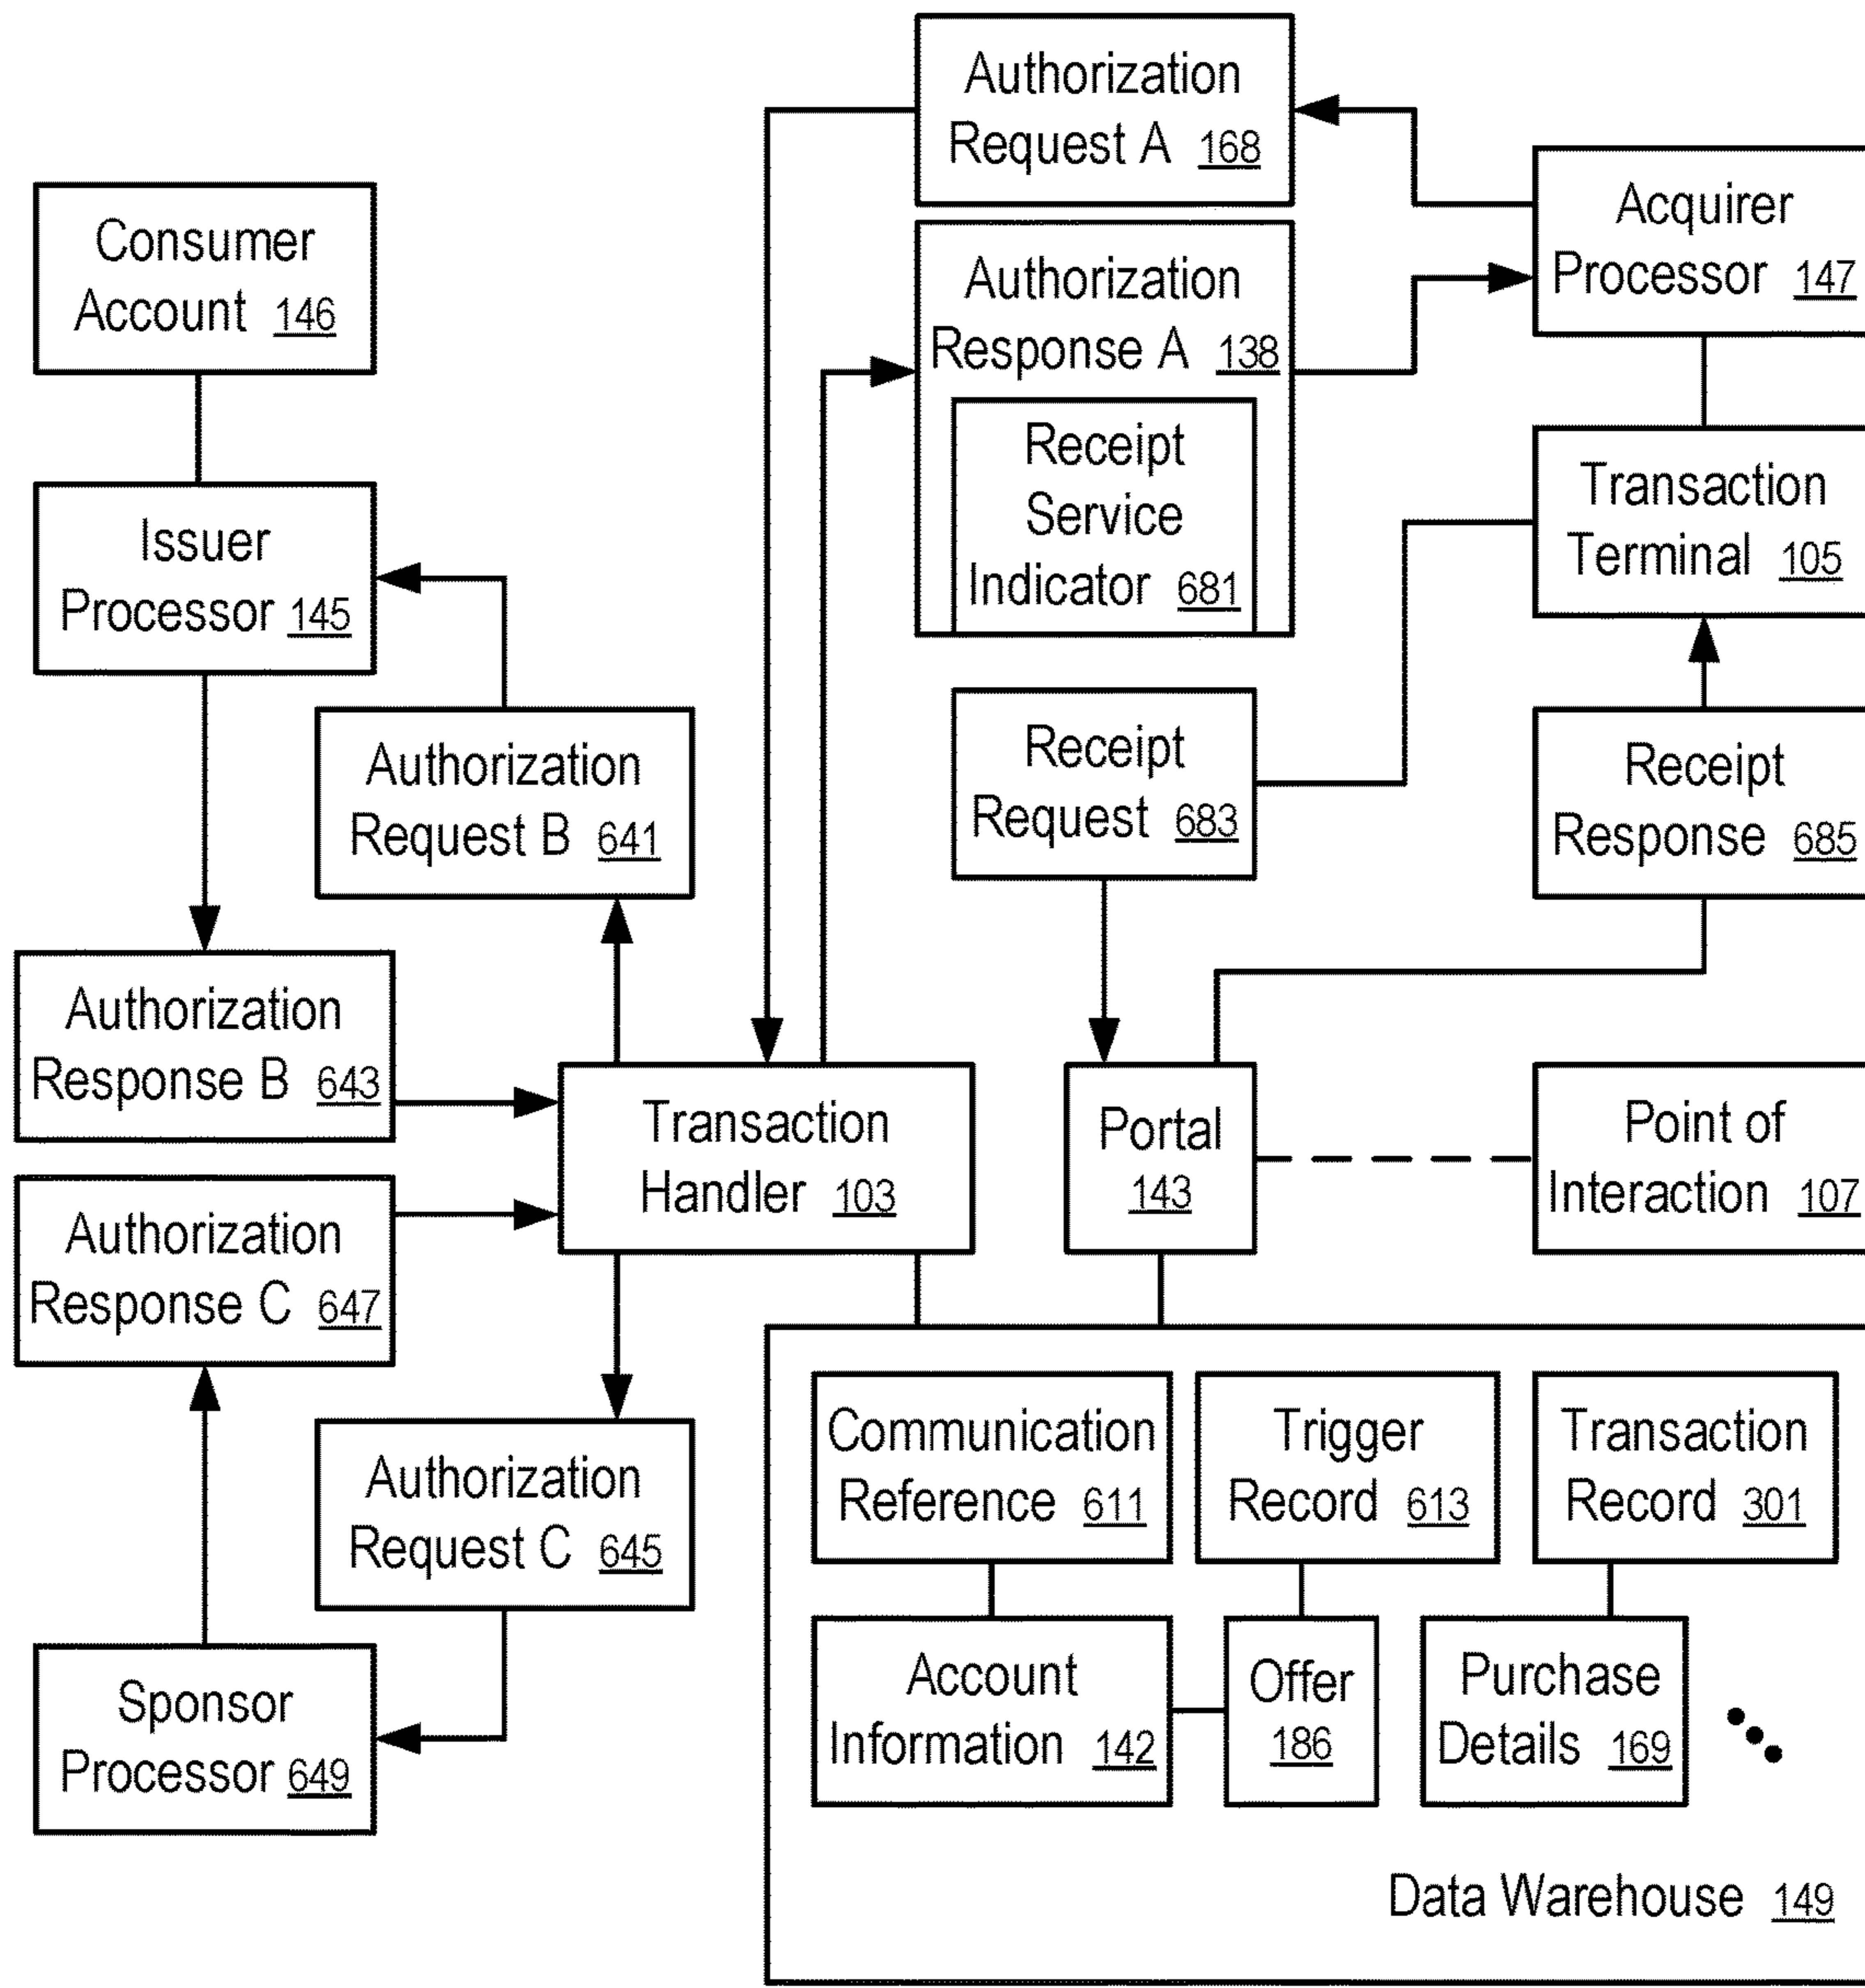 Authorization
Request A 168
Acquirer
Processor 147
Consumer
Account 146
Authorization
Response A 138
Receipt
Service
Indicator 681
Transaction
Terminal 105
Issuer
Processor 145
Authorization
Request B 641
Receipt
Request 683
Receipt
Response 685
Authorization
Response B 643
Transaction
Handler 103
Portal
143
Point of
Interaction 107
Authorization
Response C 647
Authorization
Request C 645
Sponsor
Processor 649
Communication
Reference 611
Trigger
Record 613
Transaction
Record 301
Account
Information 142
Offer
186
Purchase
Details 169
Data Warehouse 149